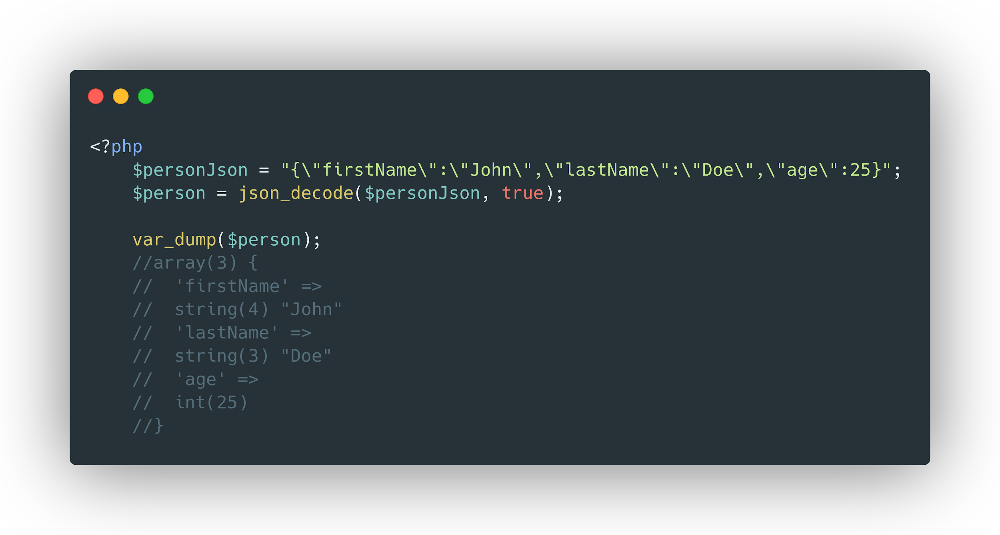 <?php
    $personJson = "{\"firstName\":\"John\",\"lastName\":\"Doe\",\"age\":25}";
    $person = json_decode($personJson, true);

    var_dump($person);
    //array(3) {
    //  'firstName' =>
    //  string(4) "John"
    //  'lastName' =>
    //  string(3) "Doe"
    //  'age' =>
    //  int(25)
    //}